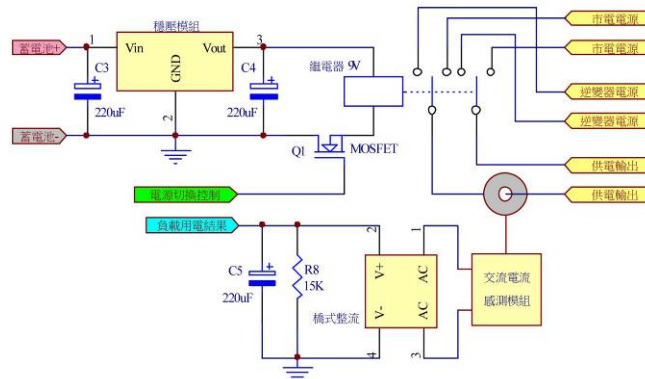 穩壓模組
蓄電池+
1
Vin
Vout
3
GND
2
C3
220uF
C4
220uF
繼電器 9V
市電電源
市電電源
逆變器電源
逆變器電源
供電輸出
供電輸出
蓄電池-
Q1
MOSFET
電源切換控制
負載用電結果
C5
220uF
R8
15K
橋式整流
2
V+
V-
4
1
AC
AC
3
交流電流
感測模組